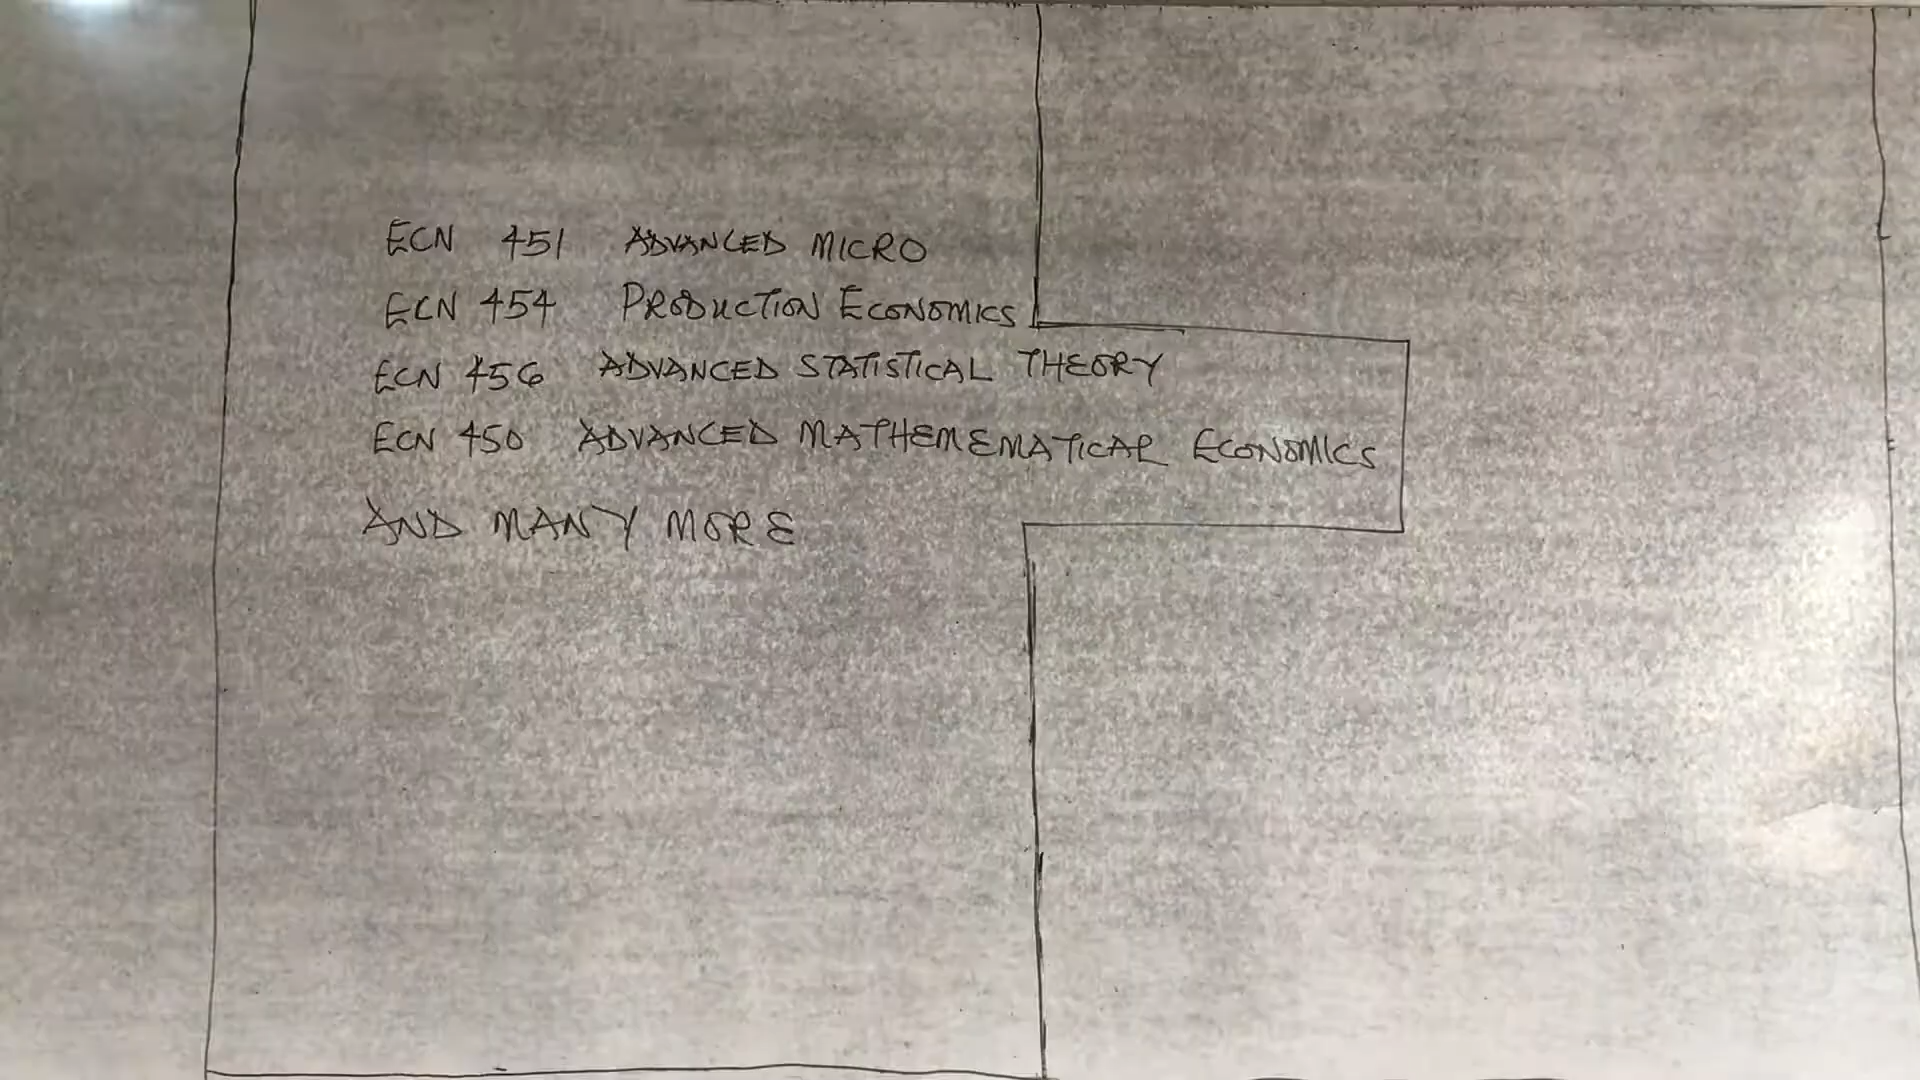 ECN 451 ADVANCED MICRO
ECN 454 PRODUCTION ECONOMICS
ECN 456 ADVANCED STATISTICAL THEORY
ECN 450 ADVANCED MATHEMEMATICAL ECONOMICS
AND MANY MORE